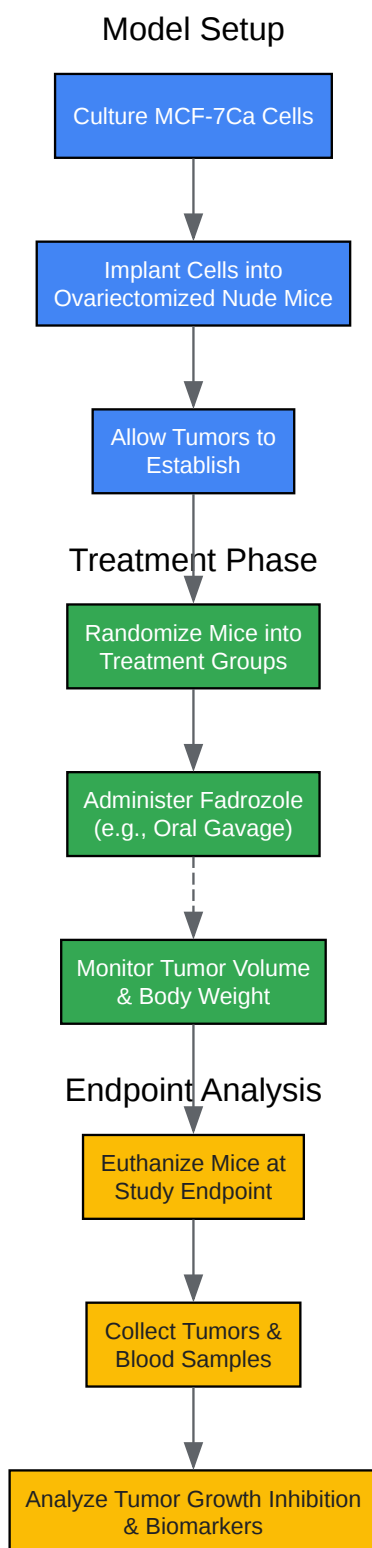 Model Setup
Culture MCF-7Ca Cells
Implant Cells into
Ovariectomized Nude Mice
Allow Tumors to
Establish
Treatment Phase
Randomize Mice into
Treatment Groups
Administer Fadrozole
(e.g., Oral Gavage)
Monitor Tumor Volume
& Body Weight
Endpoint Analysis
Euthanize Mice at
Study Endpoint
Collect Tumors &
Blood Samples
Analyze Tumor Growth Inhibition
& Biomarkers